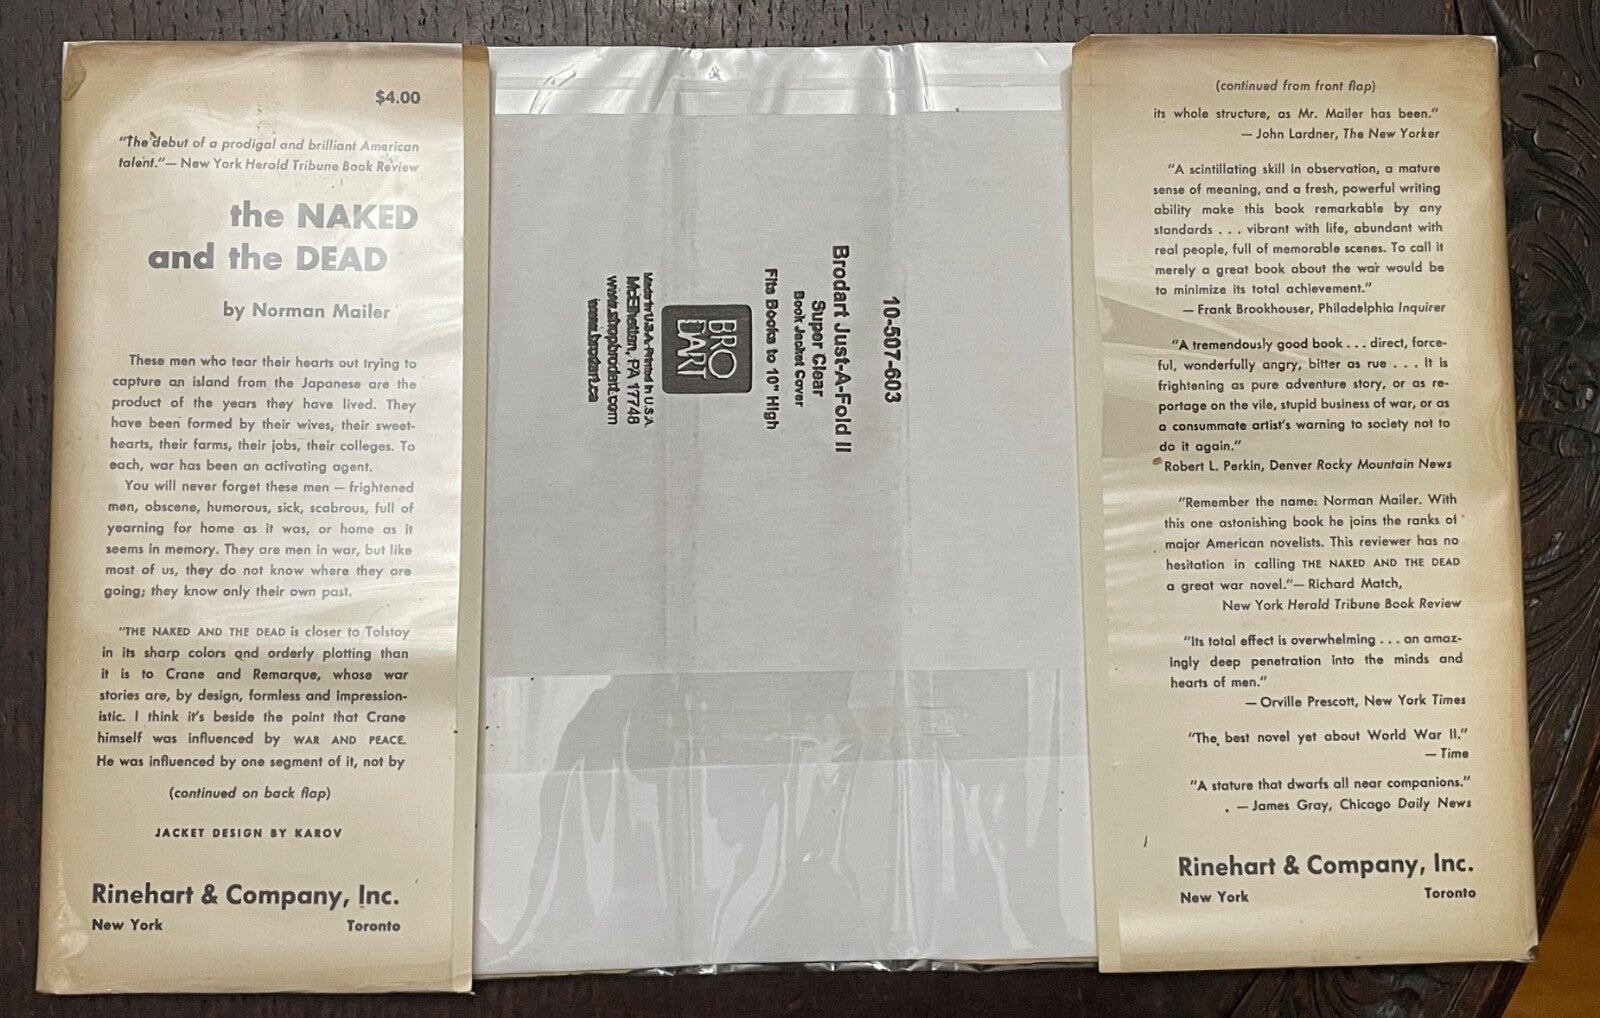 $4.00
"The debut of a prodigal and brilliant American
talent."— New York Herald Tribune Book Review
the NAKED
and the DEAD
by Norman Mailer
These men who tear their hearts out trying to
capture an island from the Japanese are the
product of the years they have lived. They
have been formed by their wives, their sweet-
hearts, their farms, their jobs, their colleges. To
each, war has been an activating agent.
You will never forget these men — frightened
men, obscene, humorous, sick, scabrous, full of
yearning for home as it was, or home as it
seems in memory. They are men in war, but like
most of us, they do not know where they are
going; they know only their own past.
"THE NAKED AND THE DEAD is closer to Tolstoy
in its sharp colors and orderly plotting than
it is to Crane and Remarque, whose war
stories are, by design, formless and impression-
istic. I think it's beside the point that Crane
himself was influenced by WAR AND PEACE.
He was influenced by one segment of it, not by
(continued on back flap)
JACKET DESIGN BY KAROV
Rinehart & Company, Inc.
New York Toronto
10-507-603
Brodart Just-A-Fold II
Super Clear
Book Jacket Cover
Fits Books to 10" High
BRO
DART
Made in U.S.A. Printed in U.S.A.
McElhattan, PA 17748
www.shopbrodart.com
www.brodart.ca
(continued from front flap)
its whole structure, as Mr. Mailer has been."
— John Lardner, The New Yorker
"A scintillating skill in observation, a mature
sense of meaning, and a fresh, powerful writing
ability make this book remarkable by any
standards . . . vibrant with life, abundant with
real people, full of memorable scenes. To call it
merely a great book about the war would be
to minimize its total achievement."
— Frank Brookhouser, Philadelphia Inquirer
"A tremendously good book . . . direct, force-
ful, wonderfully angry, bitter as rue . . . It is
frightening as pure adventure story, or as re-
portage on the vile, stupid business of war, or as
a consummate artist's warning to society not to
do it again."
Robert L. Perkin, Denver Rocky Mountain News
"Remember the name: Norman Mailer. With
this one astonishing book he joins the ranks of
major American novelists. This reviewer has no
hesitation in calling THE NAKED AND THE DEAD
a great war novel."— Richard Match,
New York Herald Tribune Book Review
"Its total effect is overwhelming . . . an amaz-
ingly deep penetration into the minds and
hearts of men."
— Orville Prescott, New York Times
"The best novel yet about World War II."
— Time
"A stature that dwarfs all near companions."
— James Gray, Chicago Daily News
Rinehart & Company, Inc.
New York Toronto